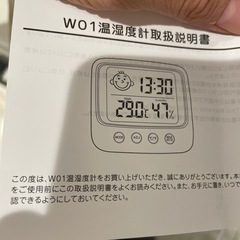 W01温湿度計取扱説明書
13:30
29.0℃ 47%
MODE
この度は、W01温湿度計をお買い上げいただき、誠にありがとうございます。本
をご使用前にこの取扱説明書をよくお読みください。また、お手元に置き、いつで
認できるようにしておいてください。